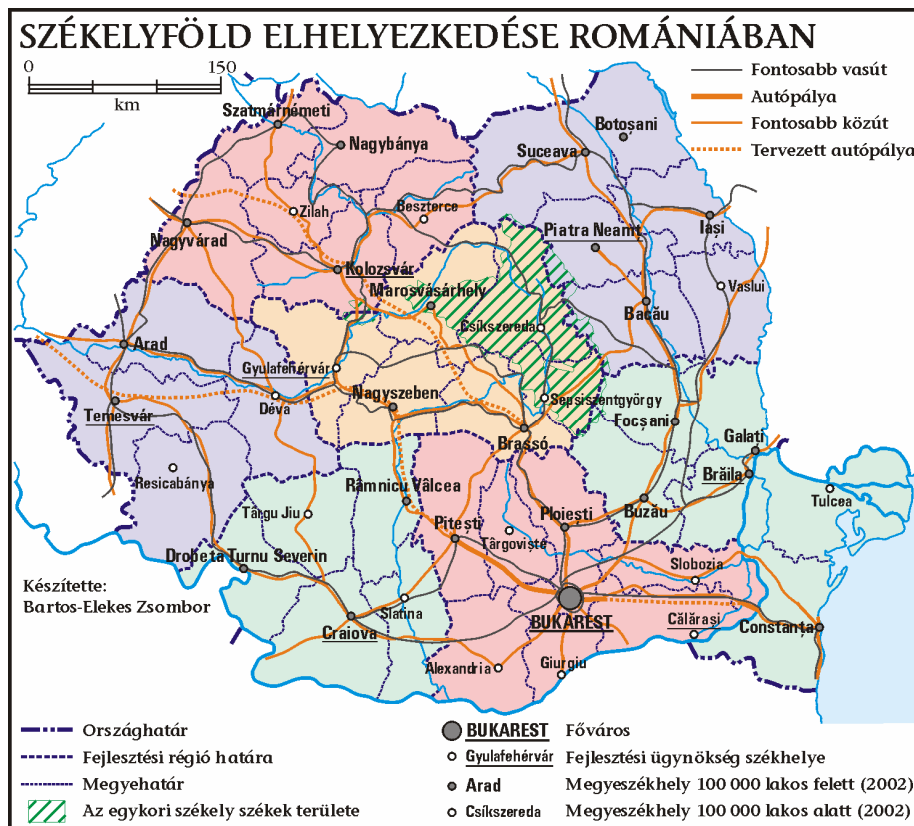 SZÉKELYFÖLD ELHELYEZKEDÉSE ROMÁNIÁBAN
0 150
km
Fontosabb vasút
Autópálya
Fontosabb közút
Tervezett autópálya
Szatmárnémeti
Nagybánya
Botoșani
Suceava
Zilah
Beszterce
Nagyvárad
Piatra Neamț
Iași
Kolozsvár
Marosvásárhely
Vaslui
Csíkszereda
Bacău
Arad
Gyulafehérvár
Déva
Nagyszeben
Sepsiszentgyörgy
Temesvár
Focșani
Brassó
Galați
Resicabánya
Râmnicu Vâlcea
Brăila
Tulcea
Târgu Jiu
Pitești
Ploiești
Buzău
Târgoviște
Drobeta Turnu Severin
Slobozia
Készítette:
Bartos-Elekes Zsombor
Slatina
BUKAREST
Călărași
Constanța
Craiova
Alexandria
Giurgiu
Országhatár
Fejlesztési régió határa
Megyehatár
Az egykori székely székek területe
BUKAREST Főváros
Gyulafehérvár Fejlesztési ügynökség székhelye
Arad Megyeszékhely 100 000 lakos felett (2002)
Csíkszereda Megyeszékhely 100 000 lakos alatt (2002)